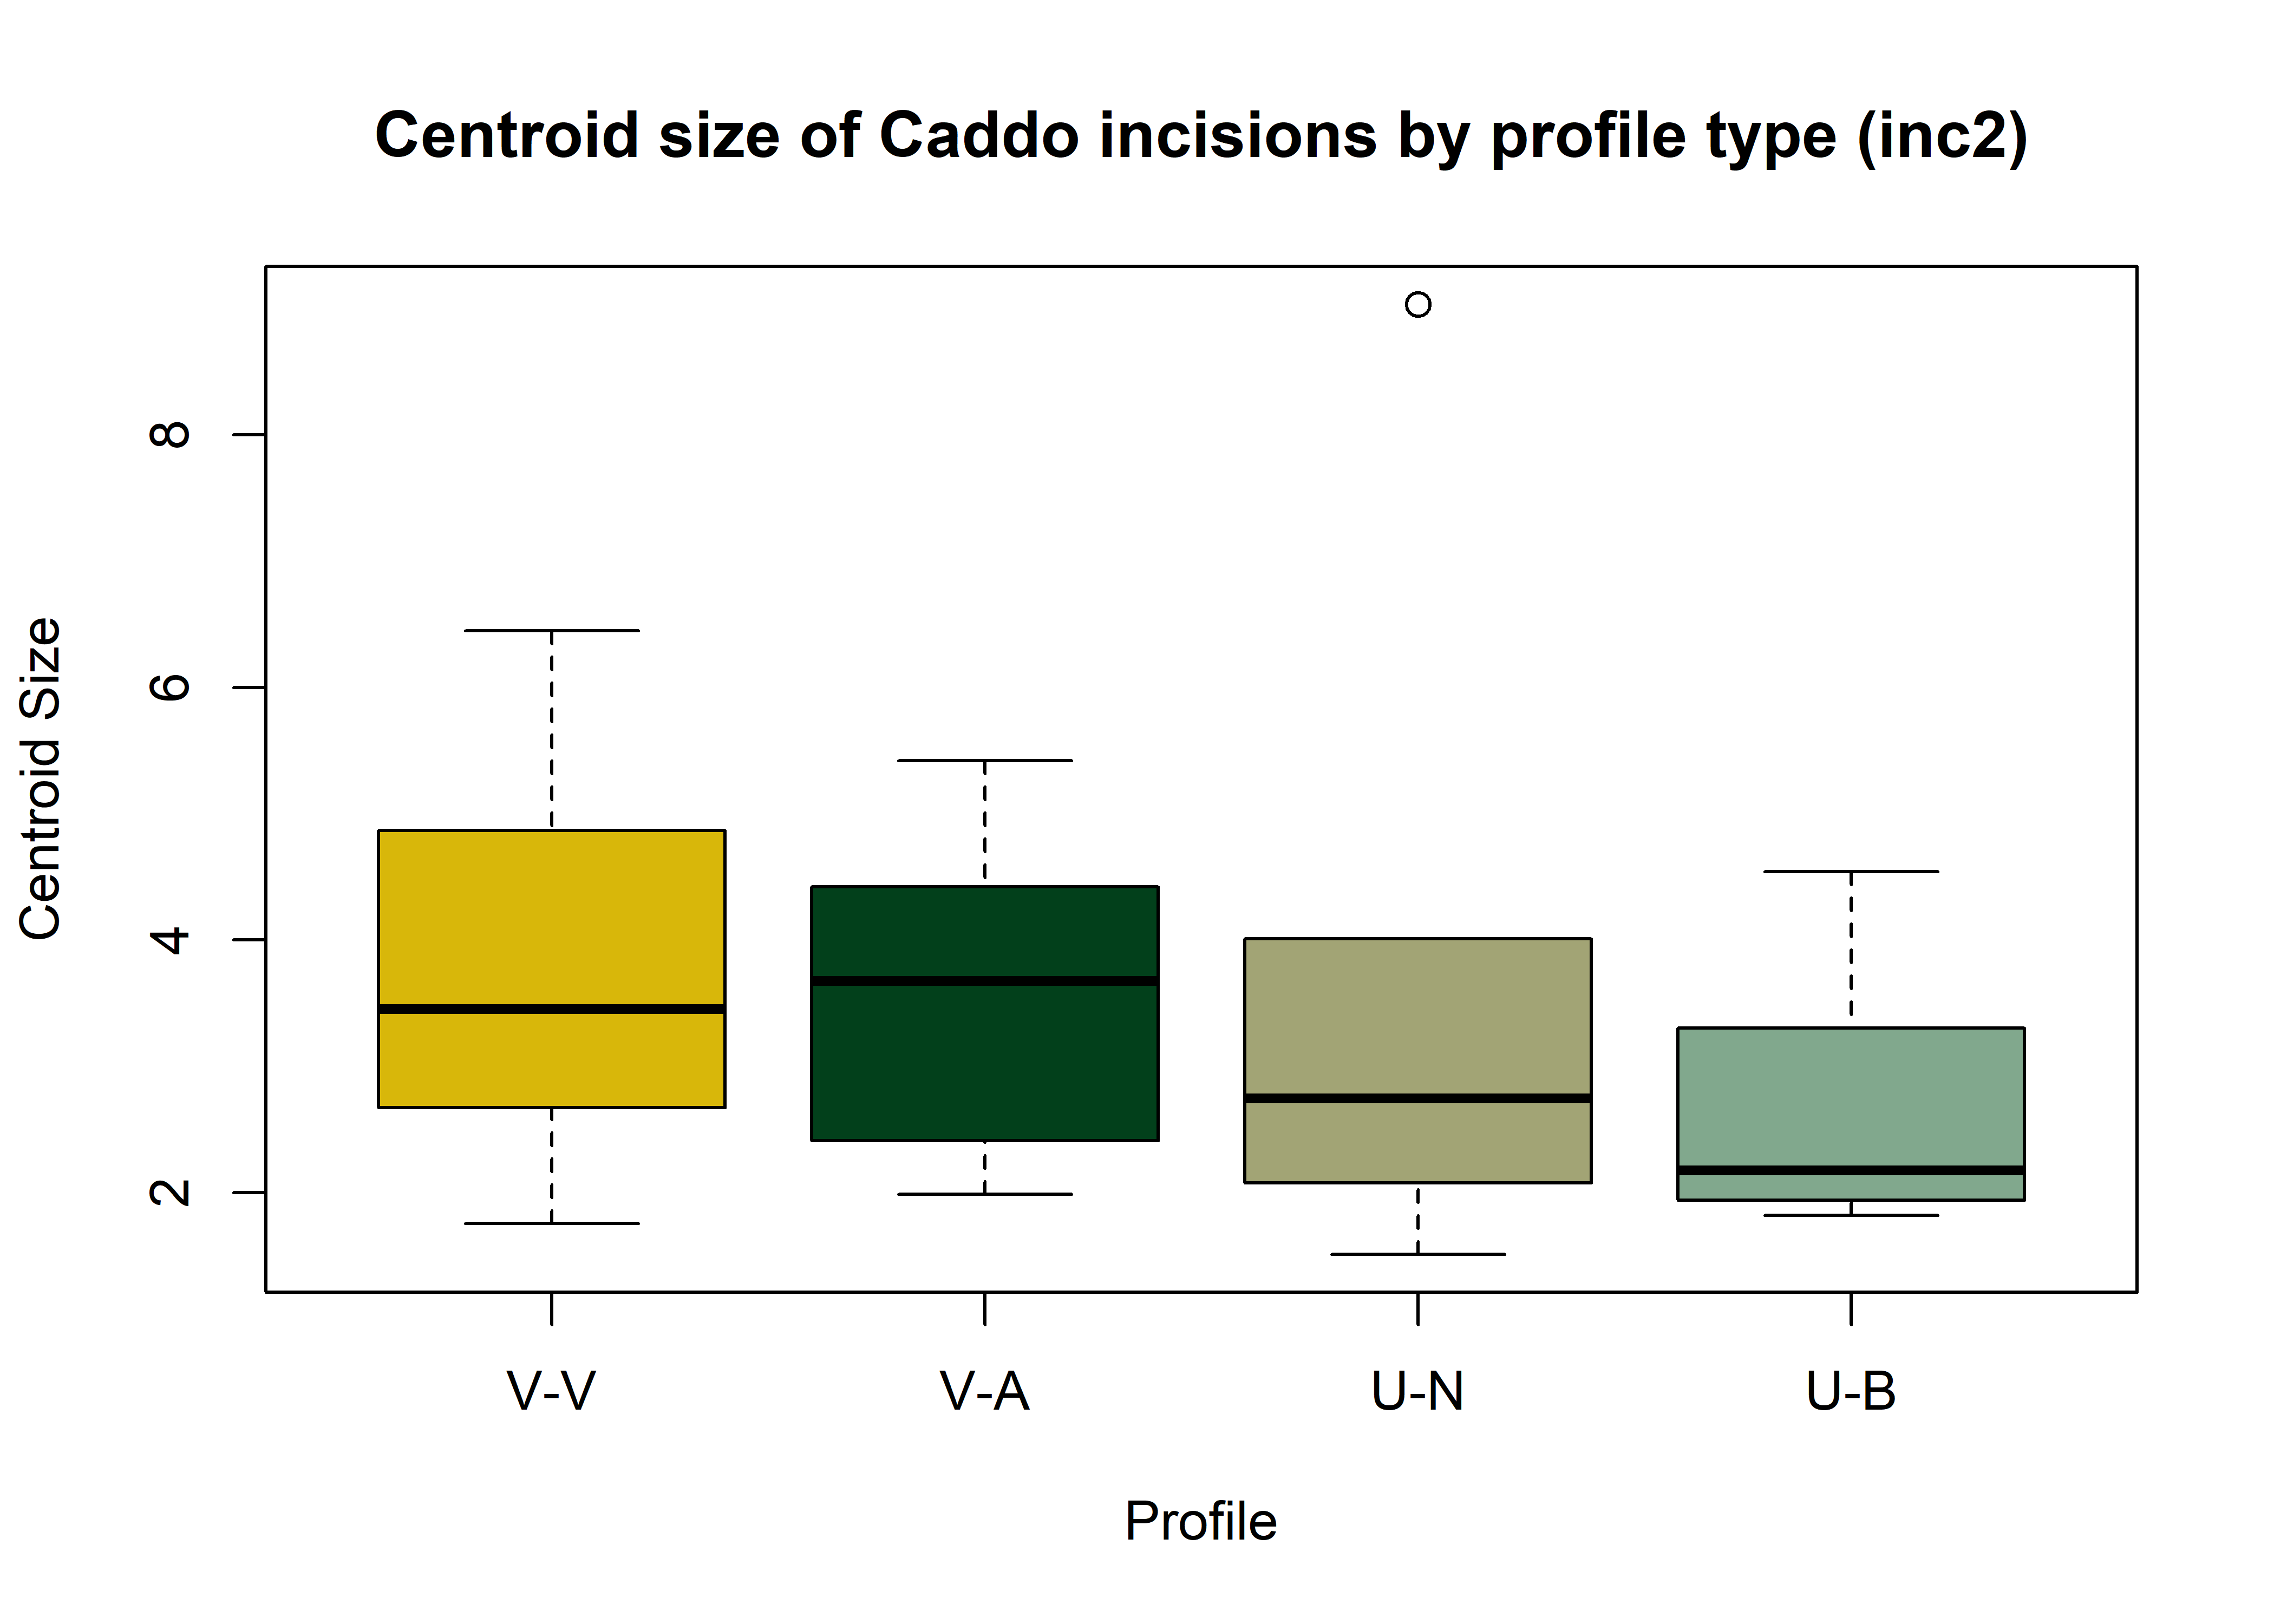 Centroid size of Caddo incisions by profile type (inc2)
Centroid Size
8
6
4
2
V-V
V-A
U-N
U-B
Profile